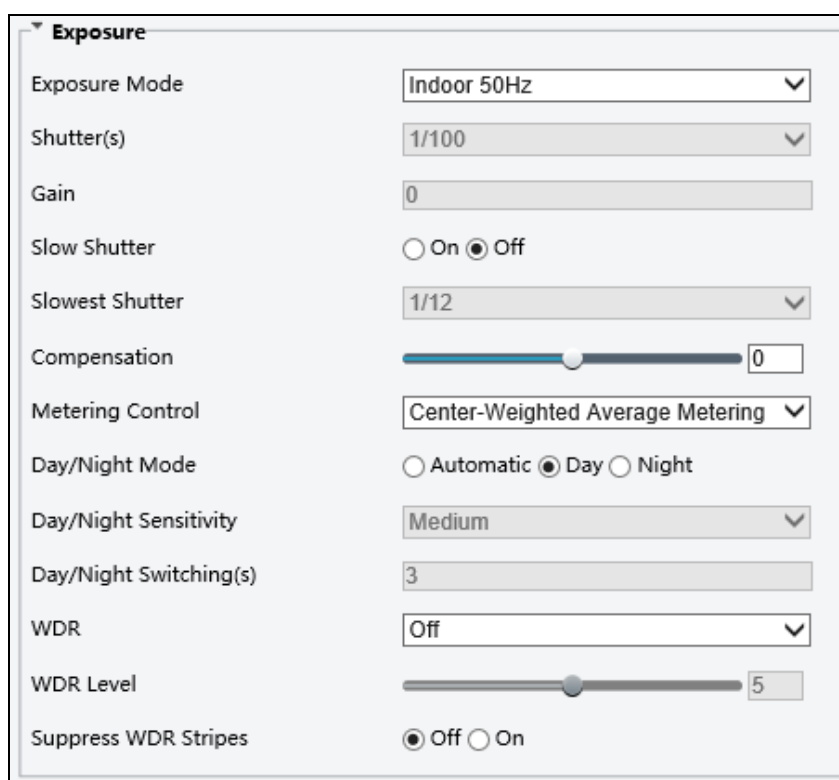 Exposure
Exposure Mode Indoor 50Hz
Shutter(s) 1/100
Gain 0
Slow Shutter On Off
Slowest Shutter 1/12
Compensation 0
Metering Control Center-Weighted Average Metering
Day/Night Mode Automatic Day Night
Day/Night Sensitivity Medium
Day/Night Switching(s) 3
WDR Off
WDR Level 5
Suppress WDR Stripes Off On